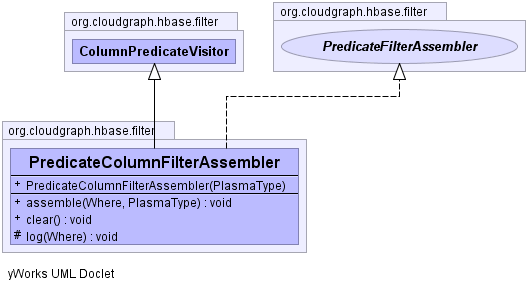 org.cloudgraph.hbase.filter
ColumnPredicateVisitor
org.cloudgraph.hbase.filter
PredicateFilterAssembler
org.cloudgraph.hbase.filter
PredicateColumnFilterAssembler
+ PredicateColumnFilterAssembler(PlasmaType)
+ assemble(Where, PlasmaType) : void
+ clear() : void
# log(Where) : void
yWorks UML Doclet